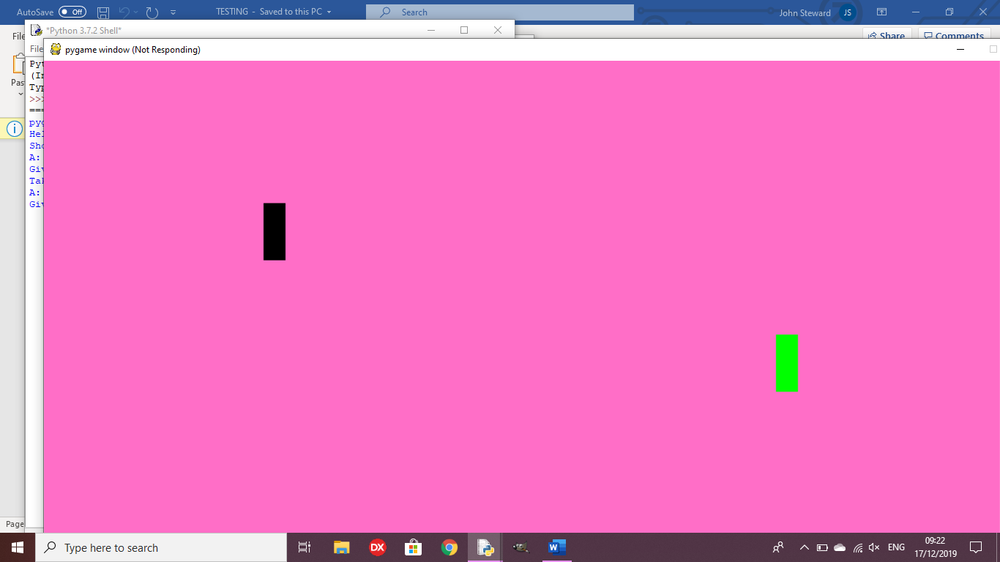 AutoSave Off TESTING - Saved to this PC Search John Steward JS
File
*Python 3.7.2 Shell*
Share Comments
File
pygame window (Not Responding)
Pyt
(In
Typ
>>>
===
pyg
Hel
Sho
A:
Giv
Tak
A:
Giv
Pas
Page
Type here to search
DX
W
ENG
09:22
17/12/2019